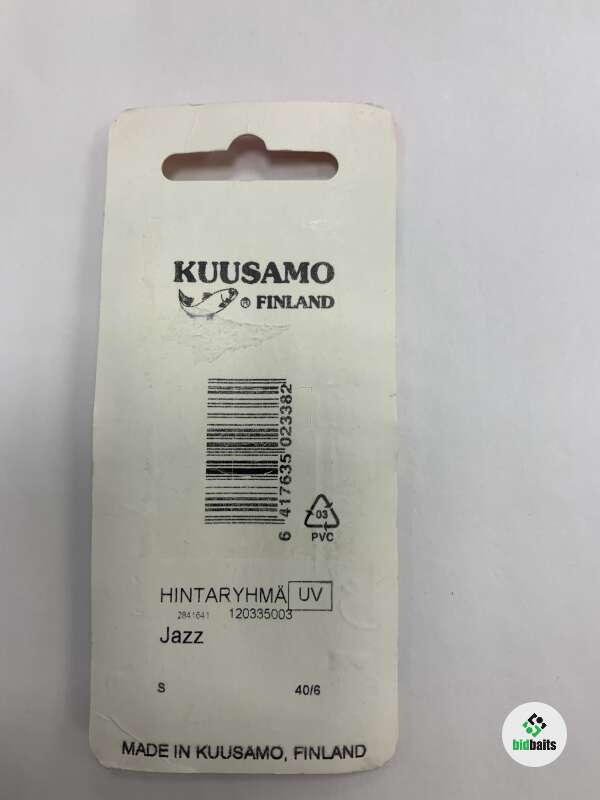 KUUSAMO
® FINLAND
6 417635 023382
03
PVC
HINTARYHMÄ UV
2841641 120335003
Jazz
S 40/6
MADE IN KUUSAMO, FINLAND
bidbaits